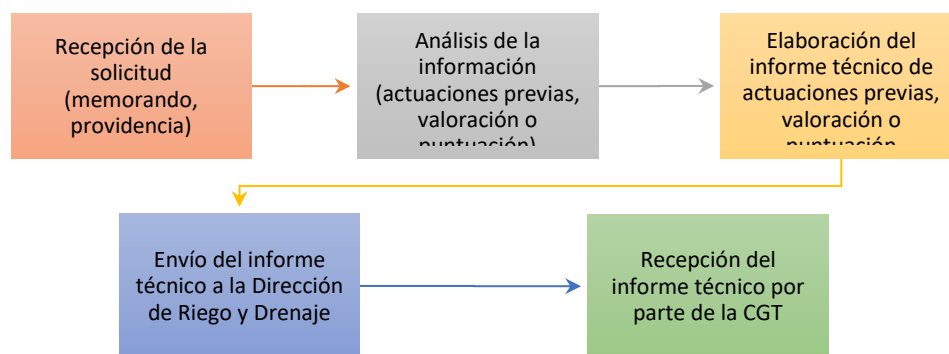 Recepción de la
solicitud
(memorando,
providencia)
Análisis de la
información
(actuaciones previas,
valoración o
puntuación)
Elaboración del
informe técnico de
actuaciones previas,
valoración o
puntuación
Envío del informe
técnico a la Dirección
de Riego y Drenaje
Recepción del
informe técnico por
parte de la CGT